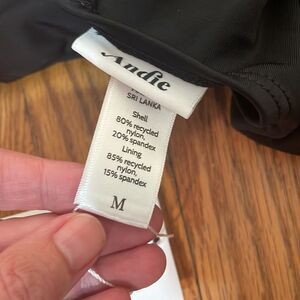 Andie
SRI LANKA
Shell
80% recycled
nylon,
20% spandex
Lining
85% recycled
nylon,
15% spandex
M